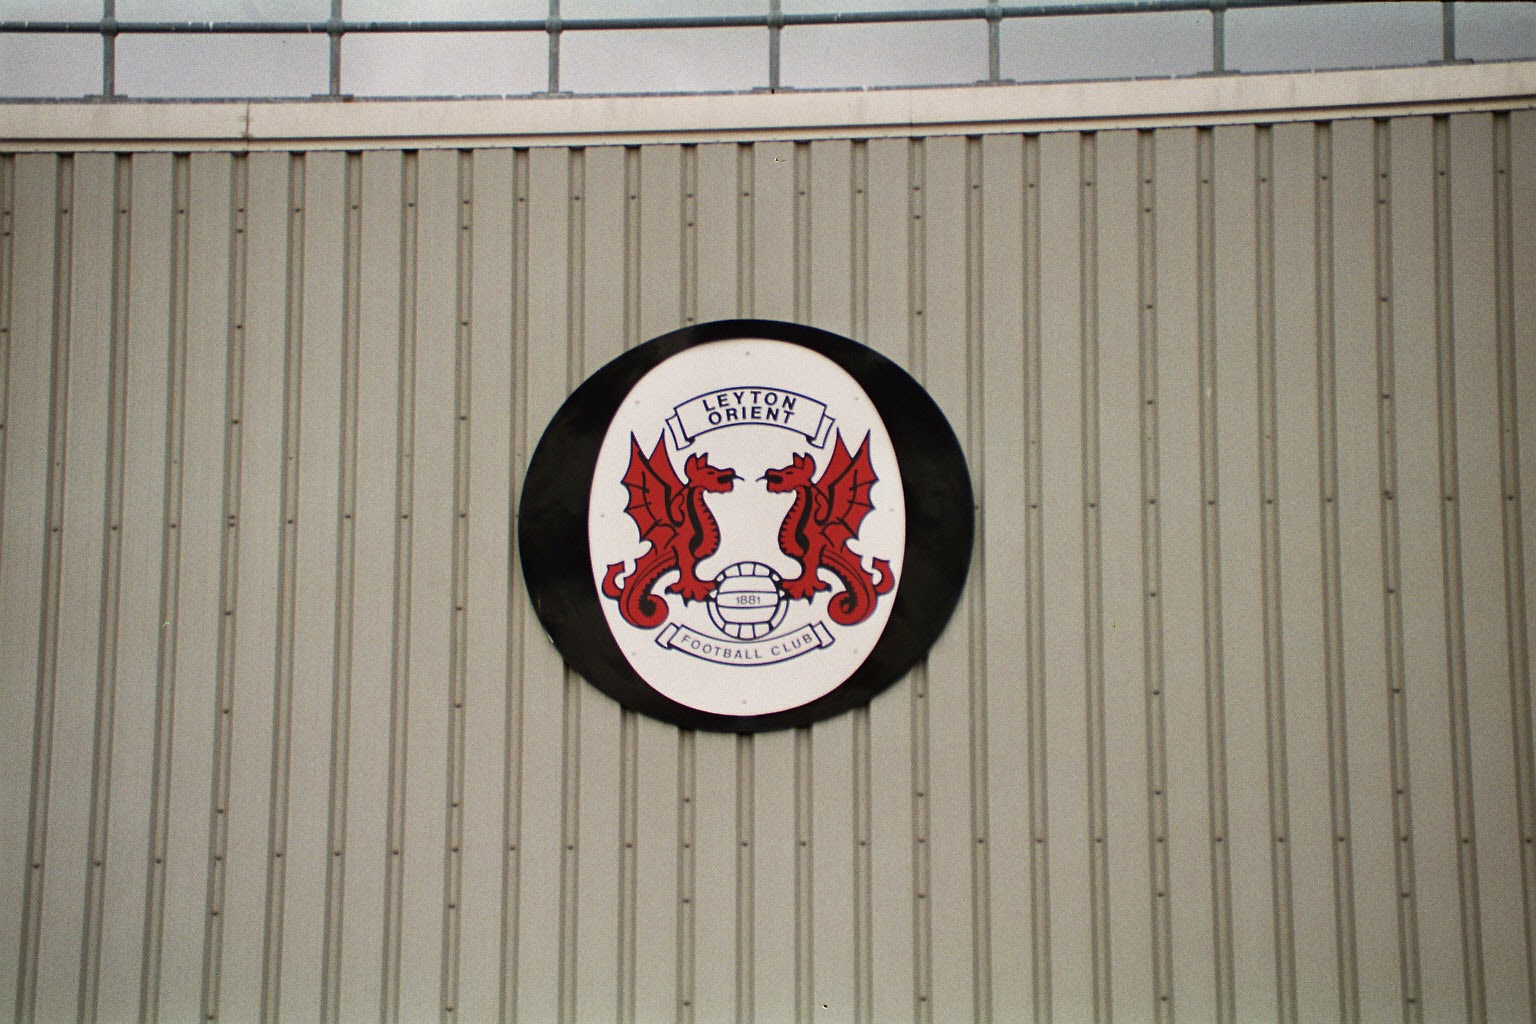 LEYTON
ORIENT
1881
FOOTBALL CLUB